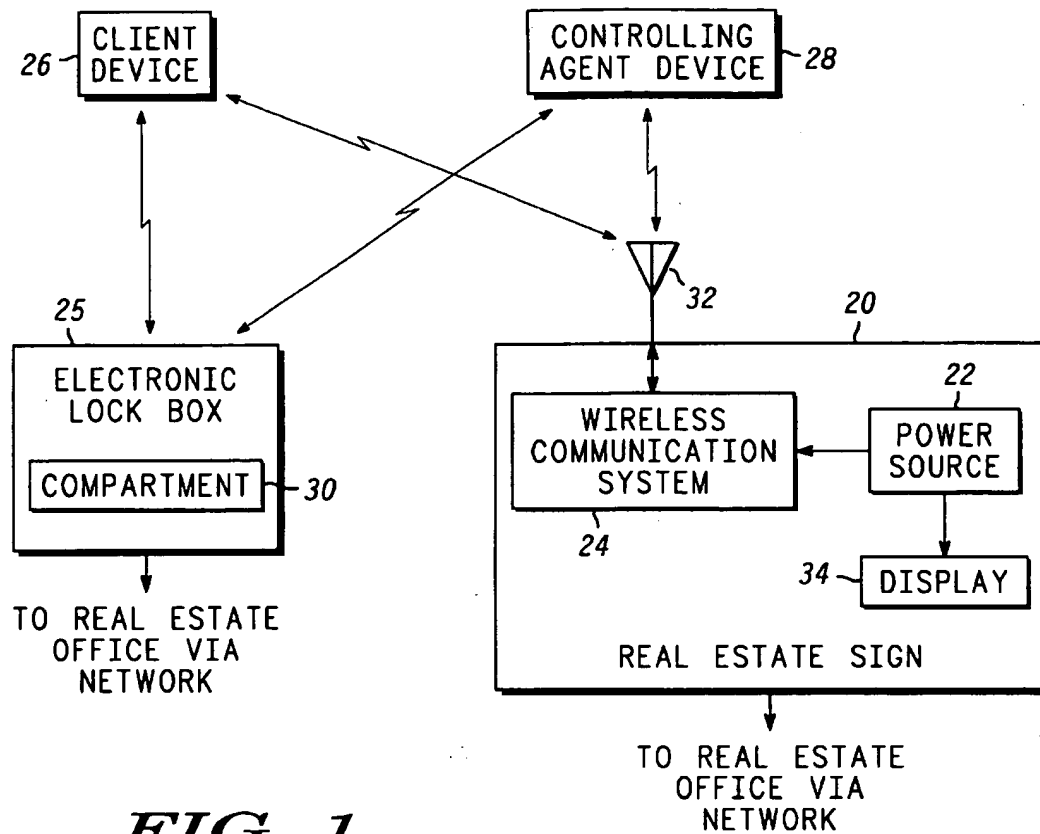 CLIENT
DEVICE
26
CONTROLLING
AGENT DEVICE
28
32
25
ELECTRONIC
LOCK BOX
COMPARTMENT
30
TO REAL ESTATE
OFFICE VIA
NETWORK
20
WIRELESS
COMMUNICATION
SYSTEM
24
22
POWER
SOURCE
34
DISPLAY
REAL ESTATE SIGN
TO REAL ESTATE
OFFICE VIA
NETWORK
FIG. 1